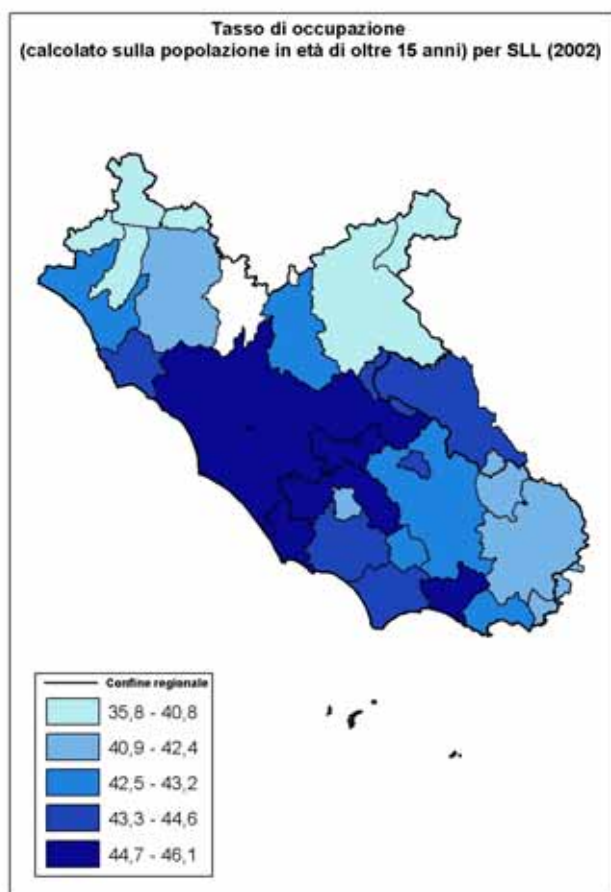 Tasso di occupazione
(calcolato sulla popolazione in età di oltre 15 anni) per SLL (2002)
Confine regionale
35,8 - 40,8
40,9 - 42,4
42,5 - 43,2
43,3 - 44,6
44,7 - 46,1